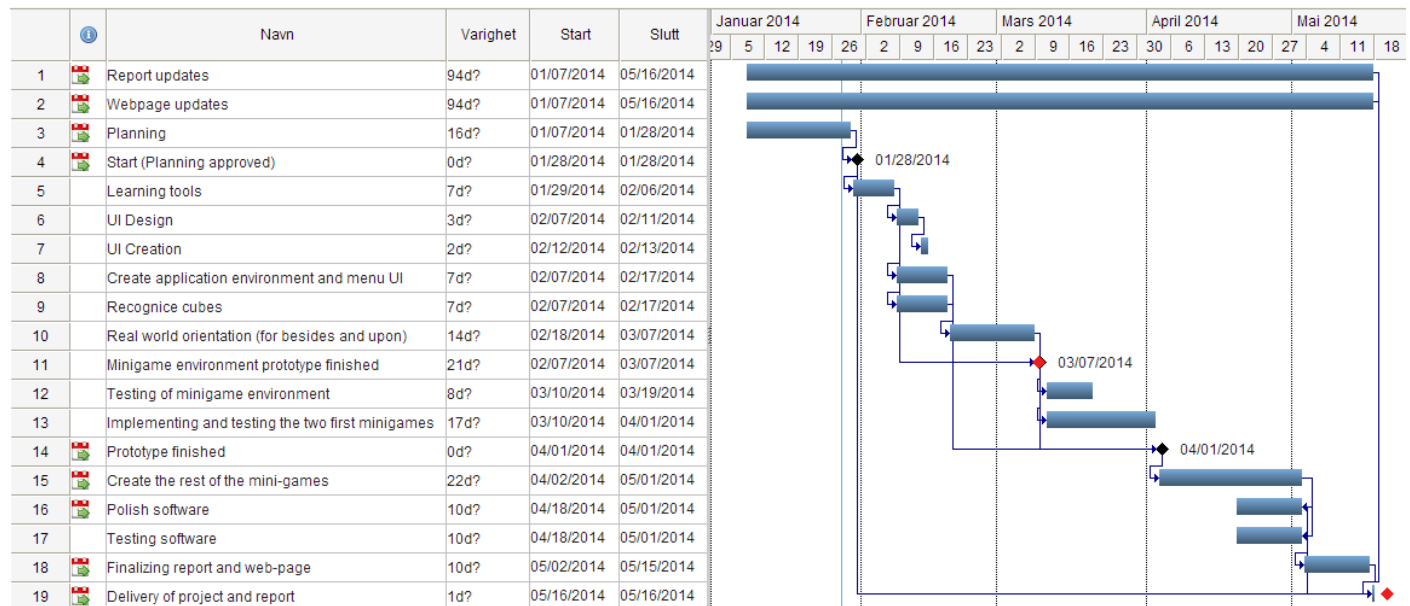 Navn Varighet Start Slutt Januar 2014 Februar 2014 Mars 2014 April 2014 Mai 2014
29 5 12 19 26 2 9 16 23 2 9 16 23 30 6 13 20 27 4 11 18
1 Report updates 94d? 01/07/2014 05/16/2014
2 Webpage updates 94d? 01/07/2014 05/16/2014
3 Planning 16d? 01/07/2014 01/28/2014
4 Start (Planning approved) 0d? 01/28/2014 01/28/2014 01/28/2014
5 Learning tools 7d? 01/29/2014 02/06/2014
6 UI Design 3d? 02/07/2014 02/11/2014
7 UI Creation 2d? 02/12/2014 02/13/2014
8 Create application environment and menu UI 7d? 02/07/2014 02/17/2014
9 Recognice cubes 7d? 02/07/2014 02/17/2014
10 Real world orientation (for besides and upon) 14d? 02/18/2014 03/07/2014
11 Minigame environment prototype finished 21d? 02/07/2014 03/07/2014 03/07/2014
12 Testing of minigame environment 8d? 03/10/2014 03/19/2014
13 Implementing and testing the two first minigames 17d? 03/10/2014 04/01/2014
14 Prototype finished 0d? 04/01/2014 04/01/2014 04/01/2014
15 Create the rest of the mini-games 22d? 04/02/2014 05/01/2014
16 Polish software 10d? 04/18/2014 05/01/2014
17 Testing software 10d? 04/18/2014 05/01/2014
18 Finalizing report and web-page 10d? 05/02/2014 05/15/2014
19 Delivery of project and report 1d? 05/16/2014 05/16/2014